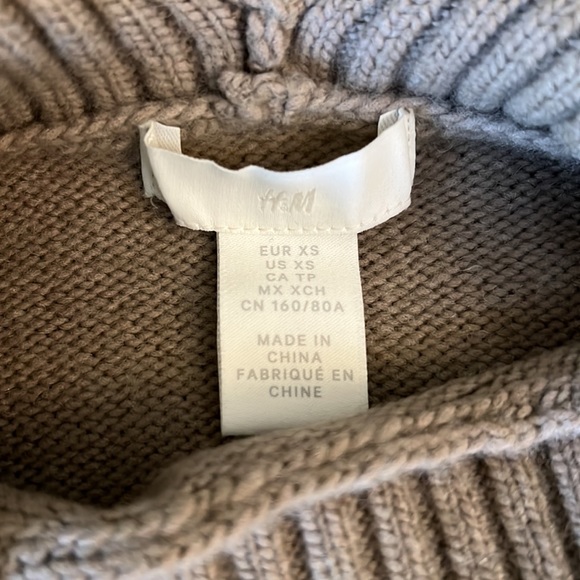 H&M
EUR XS
US XS
CA TP
MX XCH
CN 160/80A
MADE IN
CHINA
FABRIQUÉ EN
CHINE